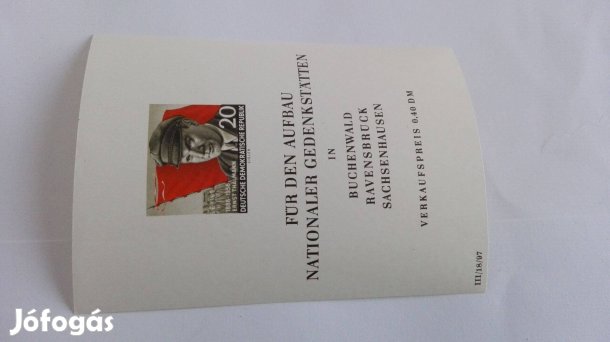 20
DEUTSCHE DEMOKRATISCHE REPUBLIK
FÜR DEN AUFBAU
NATIONALER GEDENKSTÄTTEN
IN
BUCHENWALD
RAVENSBRÜCK
SACHSENHAUSEN
VERKAUFSPREIS 0,40 DM
III/18/97
Jófogás